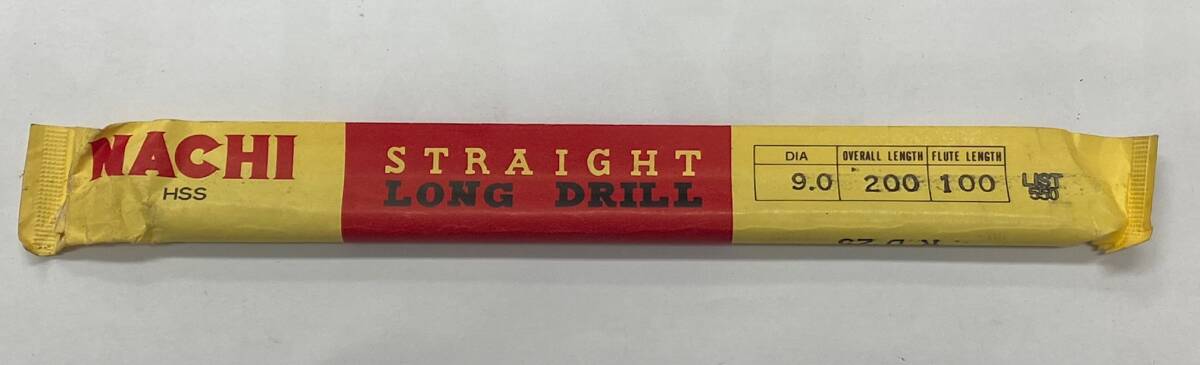 NACHI
HSS
STRAIGHT
LONG DRILL
DIA OVERALL LENGTH FLUTE LENGTH
9.0 200 100
LIST
550